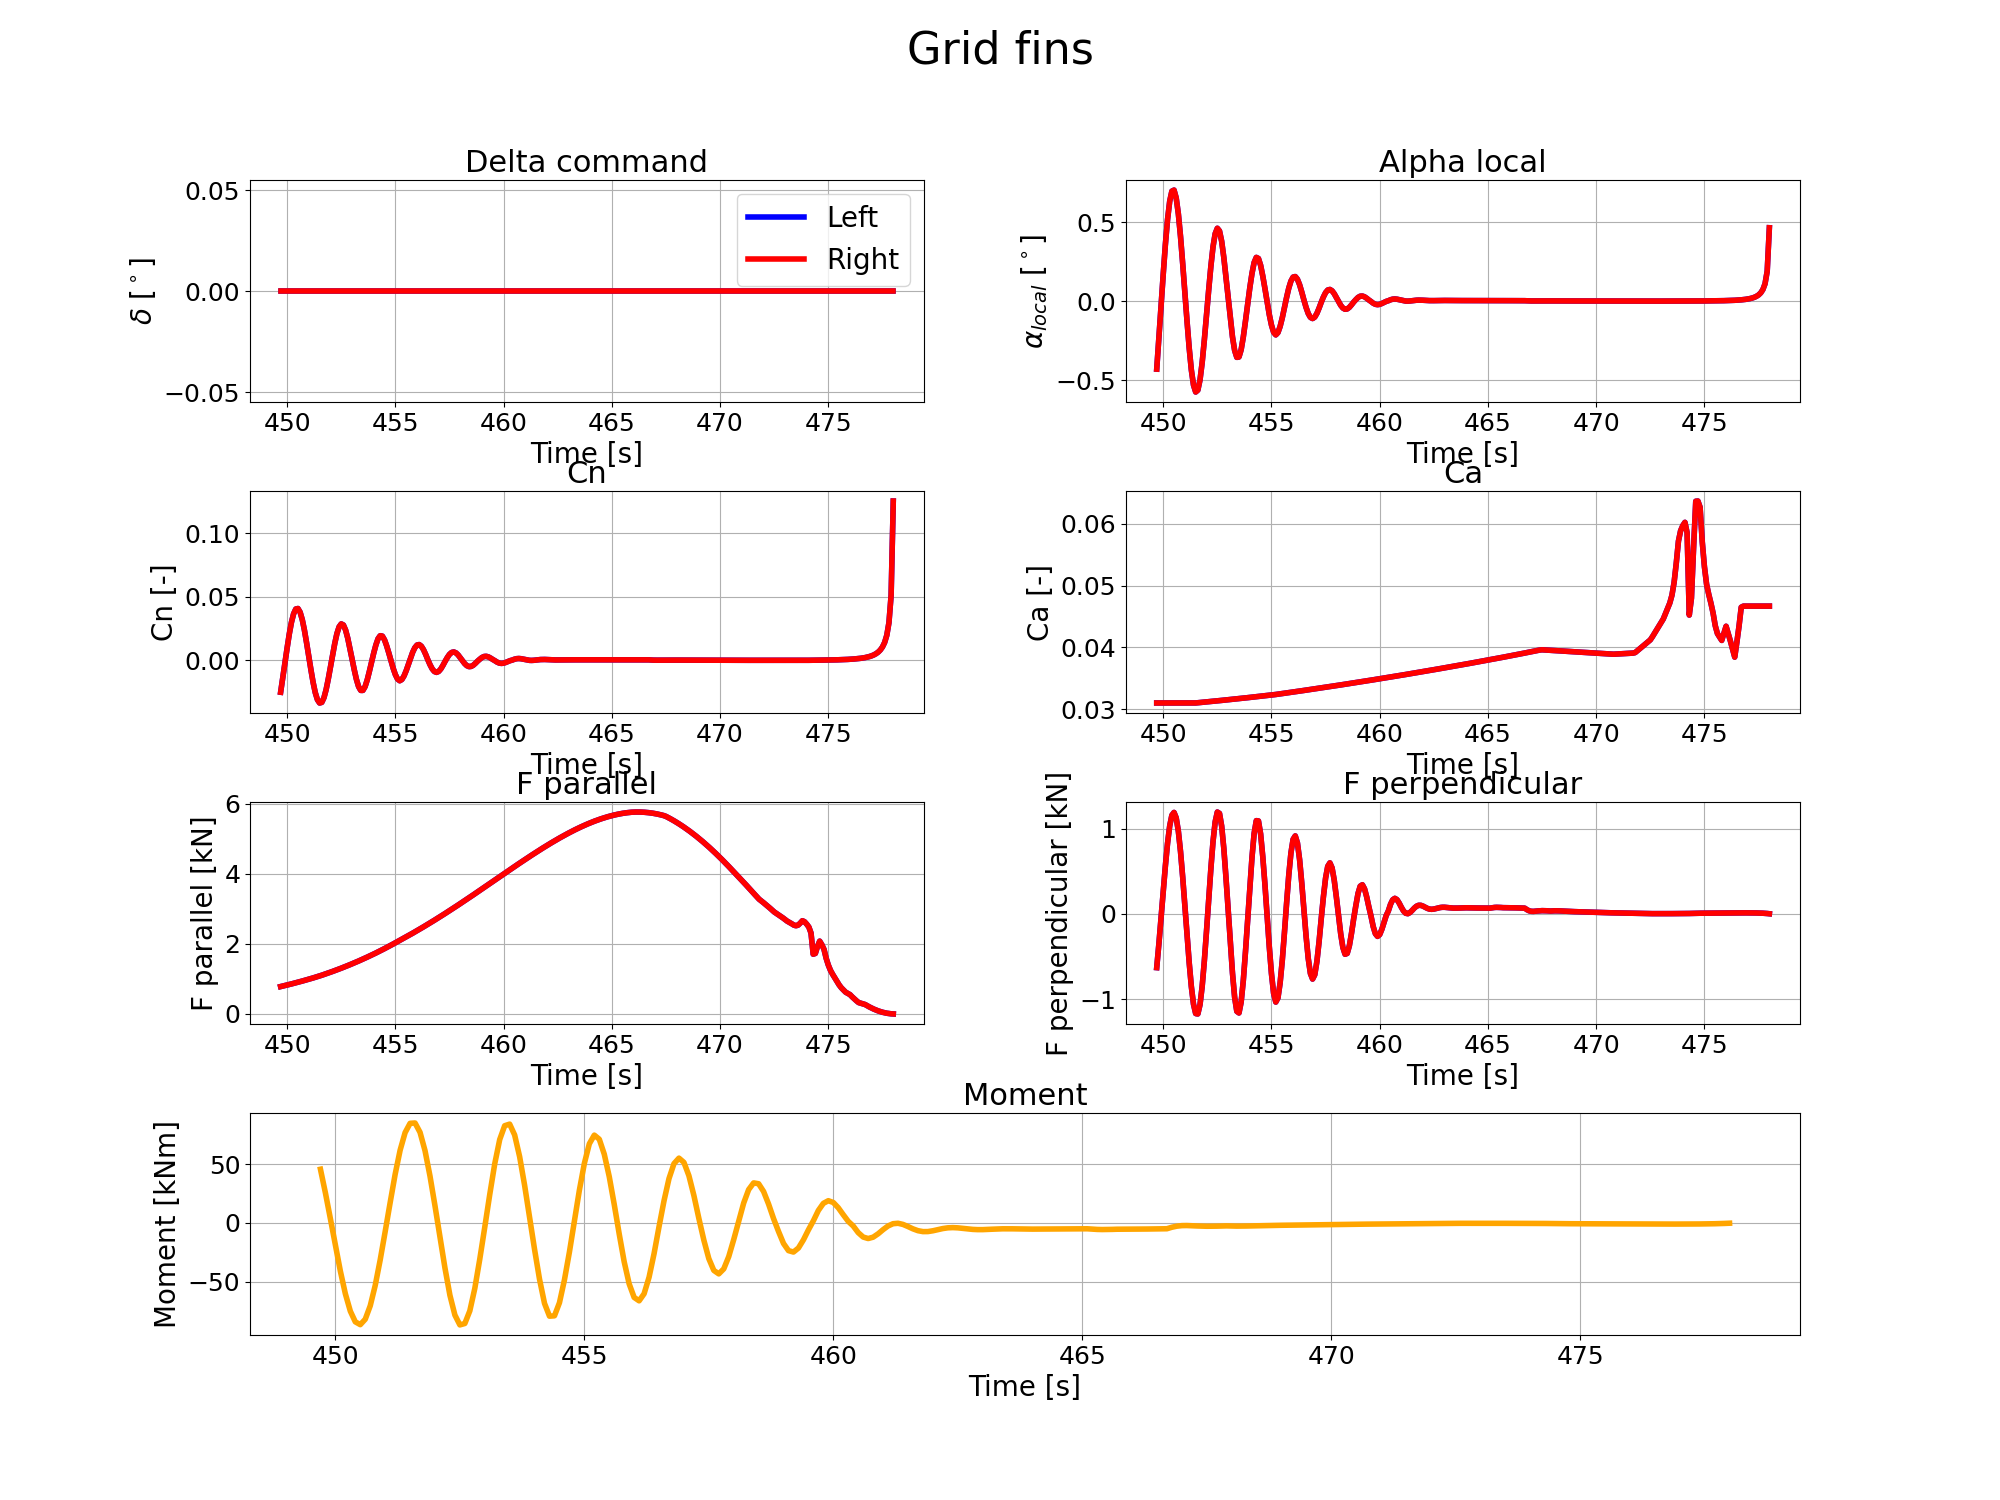 Grid fins
Delta command
δ [°]
0.05
0.00
−0.05
Left
Right
450 455 460 465 470 475
Time [s]
Alpha local
α_local [°]
0.5
0.0
−0.5
450 455 460 465 470 475
Time [s]
Cn
Cn [-]
0.10
0.05
0.00
450 455 460 465 470 475
Time [s]
Ca
Ca [-]
0.06
0.05
0.04
0.03
450 455 460 465 470 475
Time [s]
F parallel
F parallel [kN]
6
4
2
0
450 455 460 465 470 475
Time [s]
F perpendicular
F perpendicular [kN]
1
0
−1
450 455 460 465 470 475
Time [s]
Moment
Moment [kNm]
50
0
−50
450 455 460 465 470 475
Time [s]